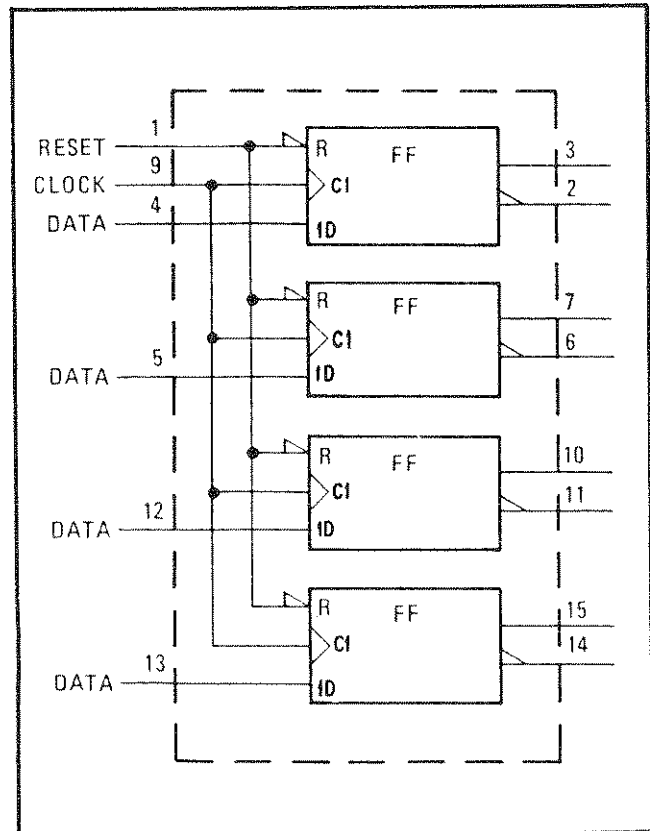 1
RESET
R
FF
3
9
CLOCK
C1
2
4
DATA
1D
R
FF
7
C1
6
5
DATA
1D
R
FF
10
C1
11
12
DATA
1D
R
FF
15
C1
14
13
DATA
1D